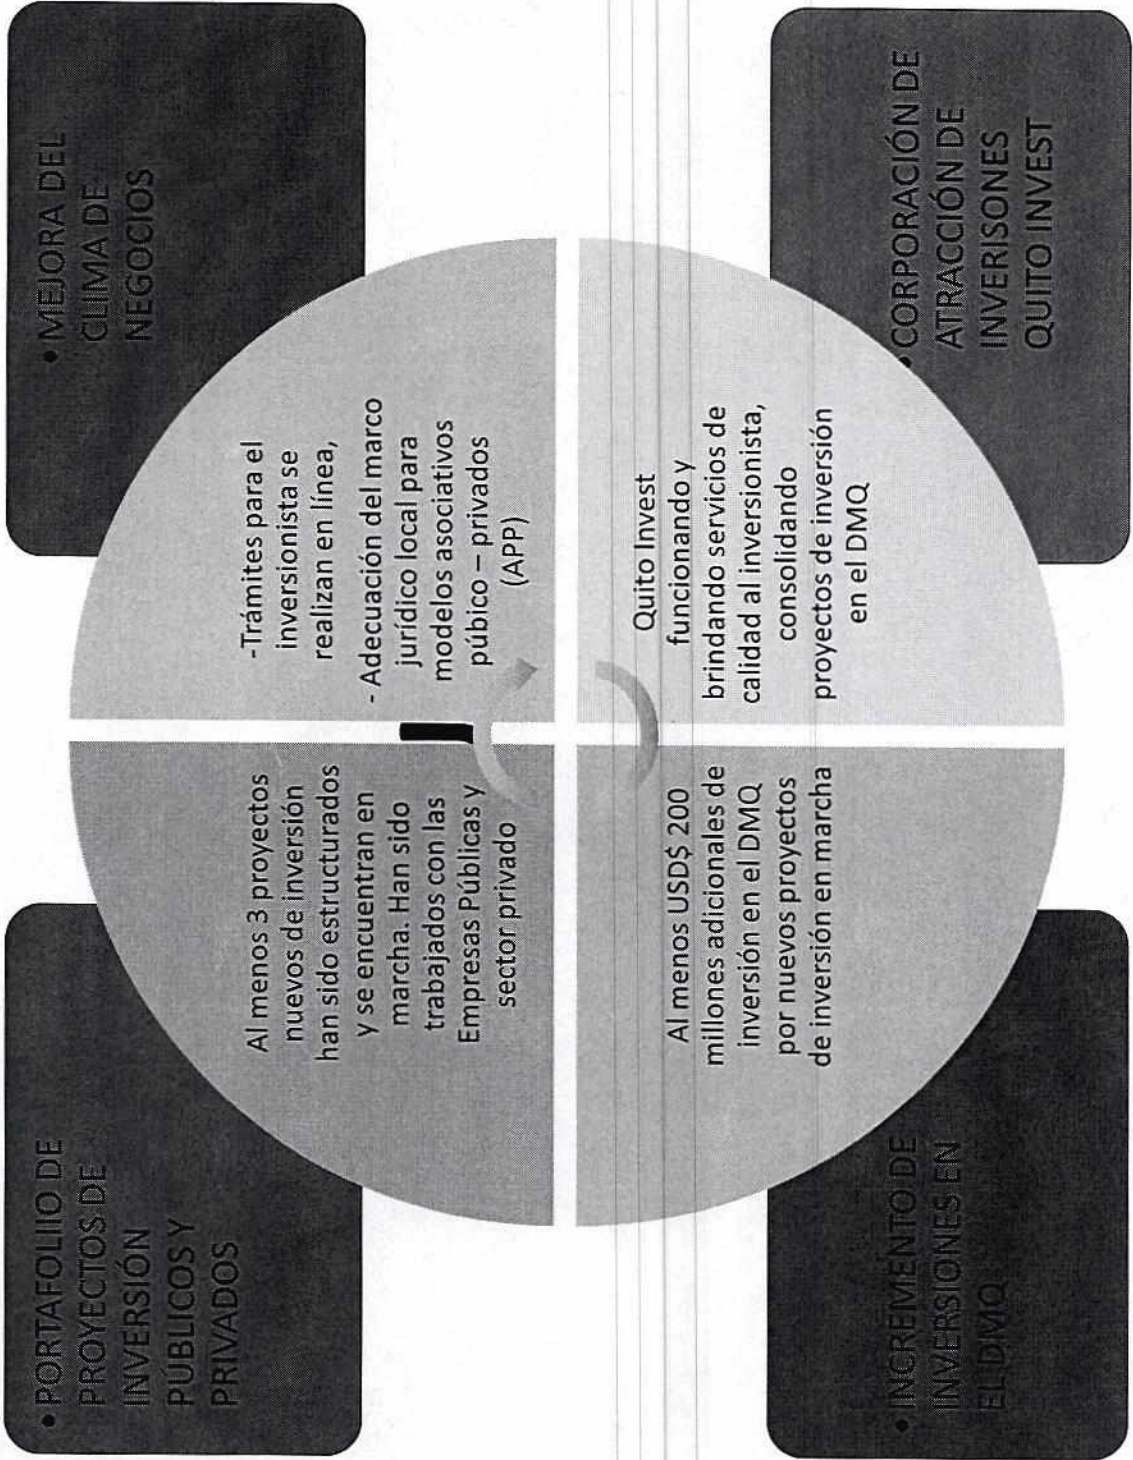 • PORTAFOLIIO DE
PROYECTOS DE
INVERSIÓN
PÚBLICOS Y
PRIVADOS
Al menos 3 proyectos
nuevos de inversión
han sido estructurados
y se encuentran en
marcha. Han sido
trabajados con las
Empresas Públicas y
sector privado
• MEJORA DEL
CLIMA DE
NEGOCIOS
-Trámites para el
inversionista se
realizan en línea,
- Adecuación del marco
jurídico local para
modelos asociativos
púbico – privados
(APP)
Al menos USD$ 200
millones adicionales de
inversión en el DMQ
por nuevos proyectos
de inversión en marcha
• INCREMENTO DE
INVERSIONES EN
EL DMQ
Quito Invest
funcionando y
brindando servicios de
calidad al inversionista,
consolidando
proyectos de inversión
en el DMQ
• CORPORACIÓN DE
ATRACCIÓN DE
INVERISONES
QUITO INVEST